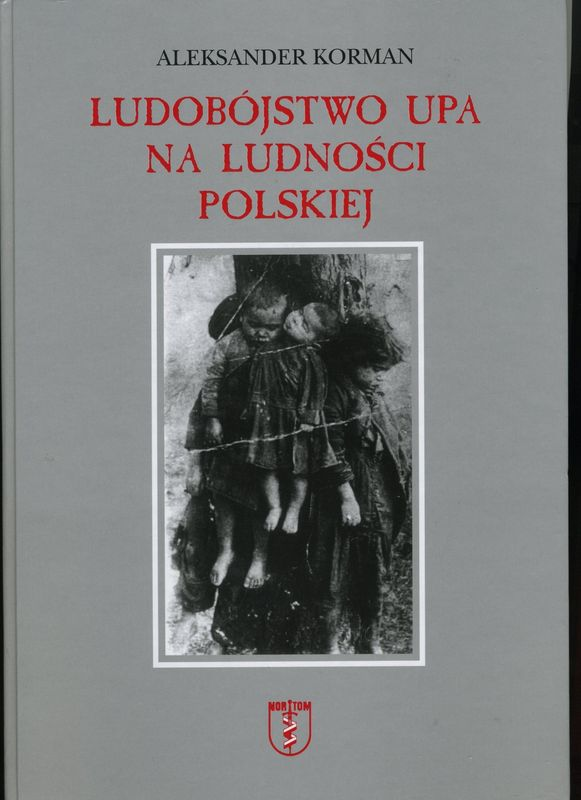 ALEKSANDER KORMAN
LUDOBÓJSTWO UPA
NA LUDNOŚCI
POLSKIEJ
NORTOM